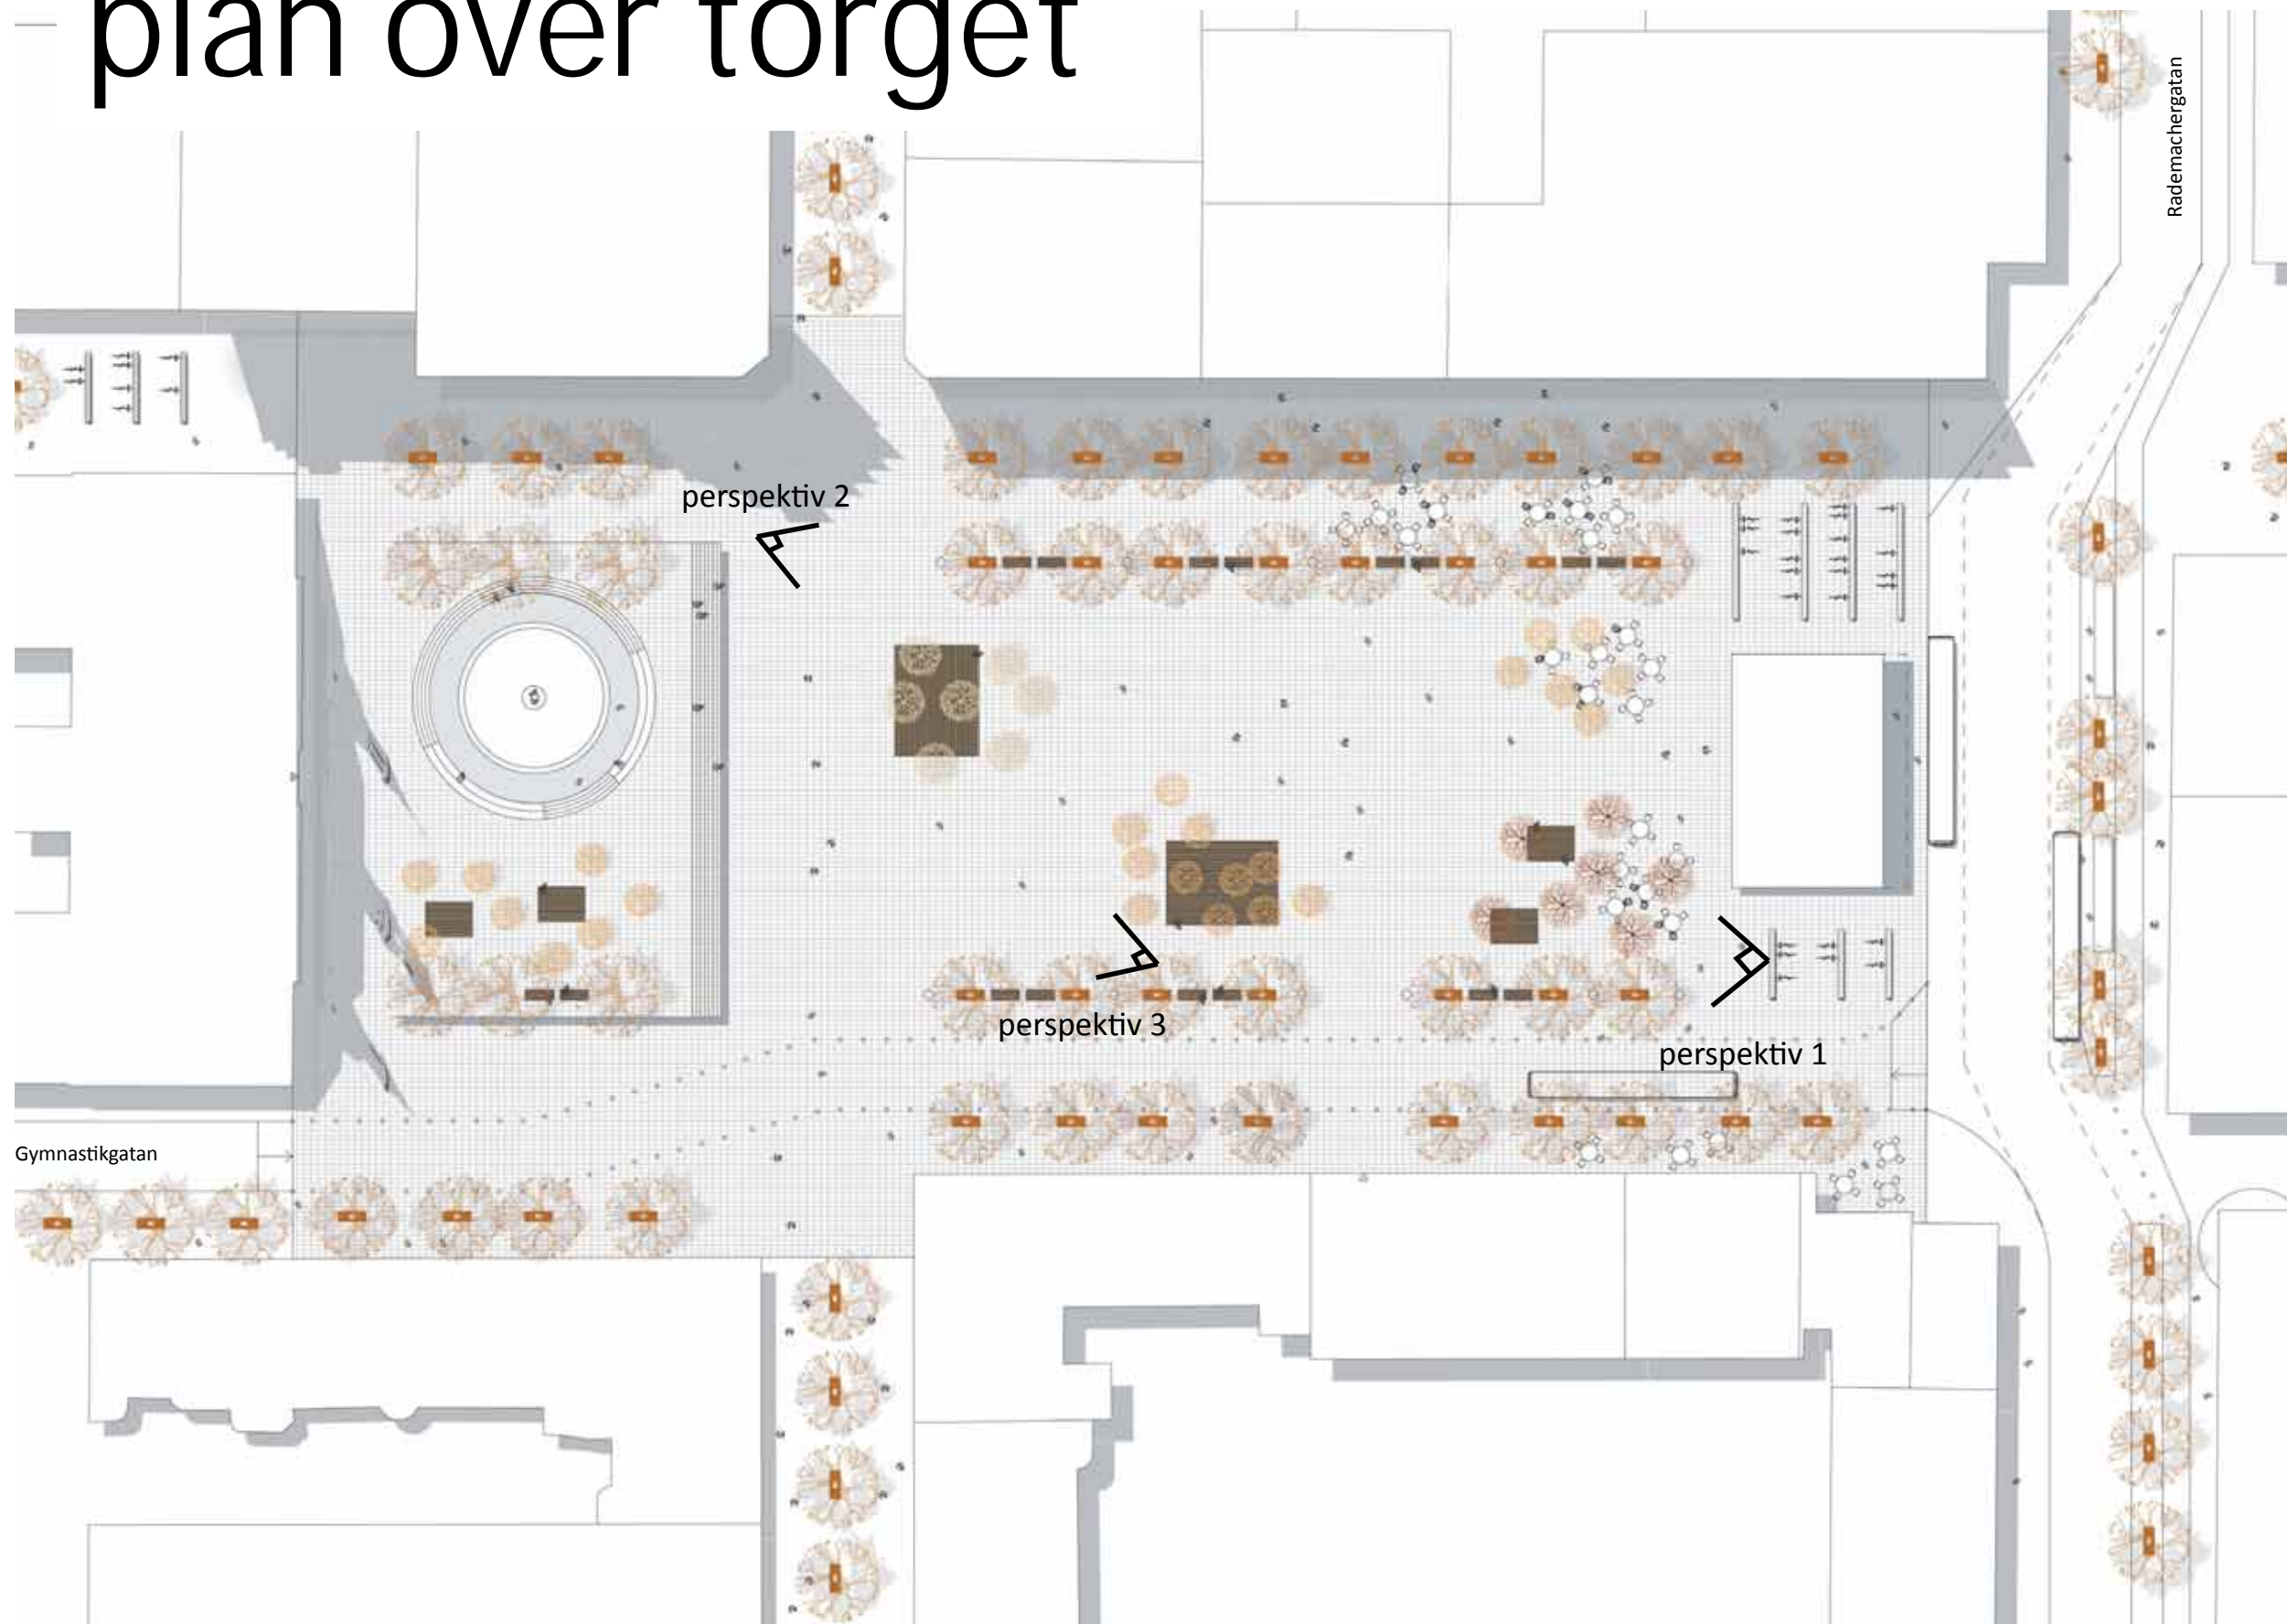 plan over torget
Rademachergatan
perspektiv 2
perspektiv 3
perspektiv 1
Gymnastikgatan